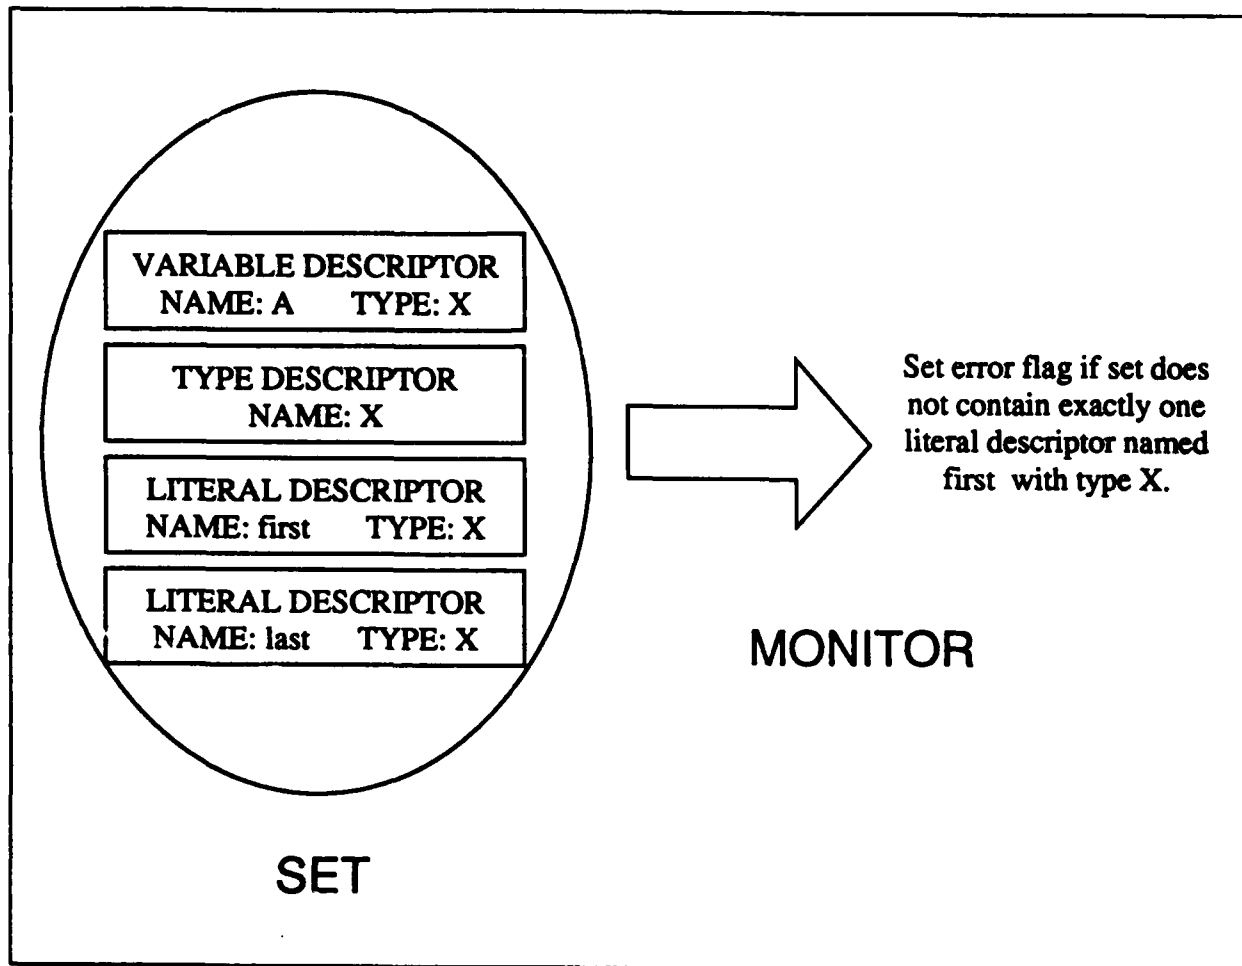 VARIABLE DESCRIPTOR
NAME: A TYPE: X
TYPE DESCRIPTOR
NAME: X
LITERAL DESCRIPTOR
NAME: first TYPE: X
LITERAL DESCRIPTOR
NAME: last TYPE: X
SET
Set error flag if set does
not contain exactly one
literal descriptor named
first with type X.
MONITOR